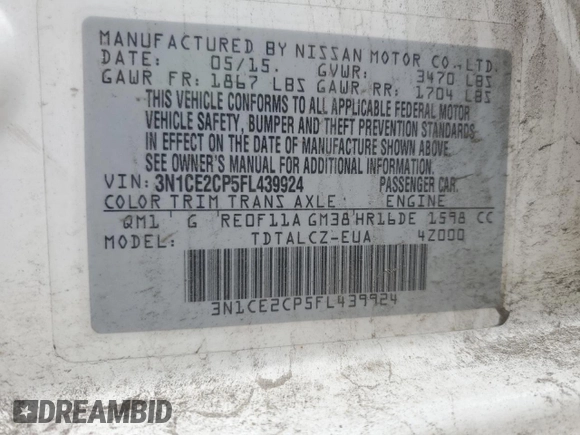 MANUFACTURED BY NISSAN MOTOR CO.,LTD.
DATE: 05/15. GVWR: 3470 LBS
GAWR FR: 1867 LBS GAWR RR: 1704 LBS
THIS VEHICLE CONFORMS TO ALL APPLICABLE FEDERAL MOTOR
VEHICLE SAFETY, BUMPER AND THEFT PREVENTION STANDARDS
IN EFFECT ON THE DATE OF MANUFACTURE SHOWN ABOVE.
SEE OWNER'S MANUAL FOR ADDITIONAL INFORMATION.
VIN: 3N1CE2CP5FL439924 PASSENGER CAR.
COLOR TRIM TRANS AXLE ENGINE
QM1 G RE0F11A GM38 HR16DE 1598 CC
MODEL: TDTALCZ-EUA 4Z000
3N1CE2CP5FL439924
DREAMBID